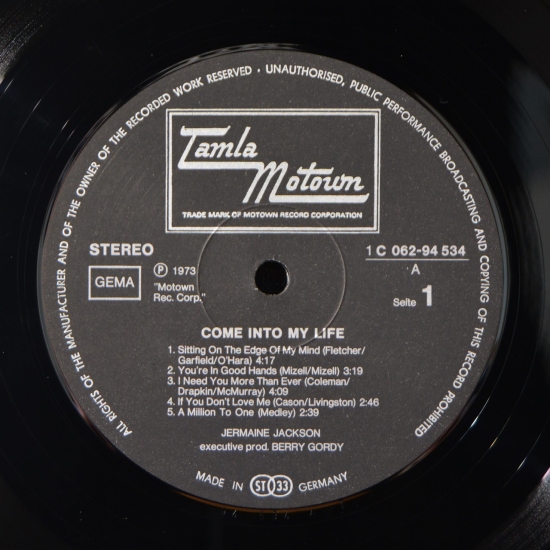 ALL RIGHTS OF THE MANUFACTURER AND OF THE OWNER OF THE RECORDED WORK RESERVED · UNAUTHORISED, PUBLIC PERFORMANCE BROADCASTING AND COPYING OF THIS RECORD PROHIBITED
Tamla
Motown
TRADE MARK OF MOTOWN RECORD CORPORATION
STEREO
GEMA
Ⓟ 1973
"Motown
Rec. Corp."
1 C 062-94 534
A
Seite 1
COME INTO MY LIFE
1. Sitting On The Edge Of My Mind (Fletcher/
Garfield/O'Hara) 4:17
2. You're In Good Hands (Mizell/Mizell) 3:19
3. I Need You More Than Ever (Coleman/
Drapkin/McMurray) 4:09
4. If You Don't Love Me (Cason/Livingston) 2:46
5. A Million To One (Medley) 2:39
JERMAINE JACKSON
executive prod. BERRY GORDY
MADE IN ST 33 GERMANY